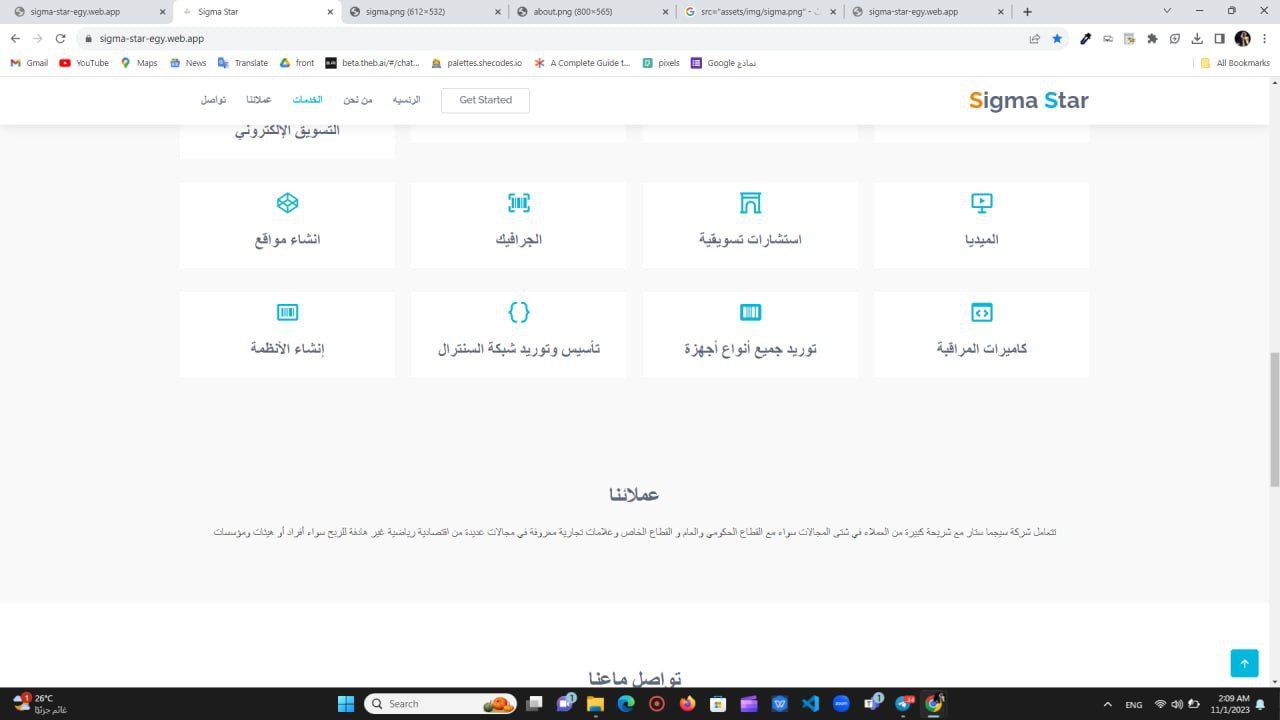 sigma-star-egy.web.app
Sigma Star
sigma.png (612×532)
about.png (800×565)
src="assets/img/sigma.png" - ...
sigma-star-egy.web.app
sigma-star-egy.web.app
Gmail
YouTube
Maps
News
Translate
front
beta.theb.ai/#/chat...
palettes.shecodes.io
A Complete Guide t...
pixels
نماذج Google
All Bookmarks
Sigma Star
Get Started
الرئسيه
من نحن
الخدمات
عملائنا
تواصل
التسويق الإلكتروني
الميديا
استشارات تسويقية
الجرافيك
انشاء مواقع
كاميرات المراقبة
توريد جميع أنواع أجهزة
تأسيس وتوريد شبكة السنترال
إنشاء الأنظمة
عملائنا
تتعامل شركة سيجما ستار مع شريحة كبيرة من العملاء في شتى المجالات سواء مع القطاع الحكومي والعام و القطاع الخاص وعلامات تجارية معروفة في مجالات عديدة من اقتصادية رياضية غير هادفة للربح سواء أفراد أو هيئات ومؤسسات
تواصل ماعنا
1
26°C
غائم جزئيًا
Search
1
1
ENG
2:09 AM
11/1/2023